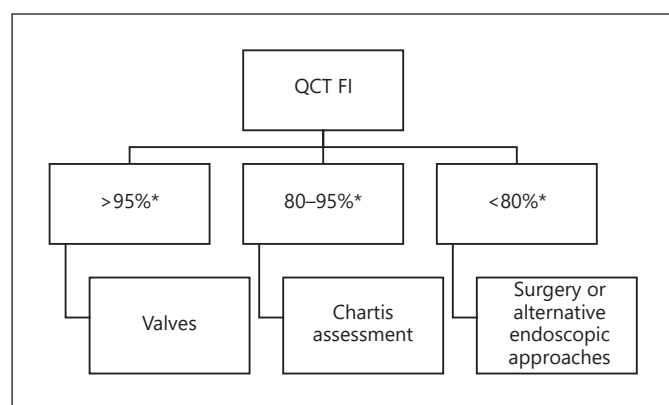 QCT FI
>95%*
80–95%*
<80%*
Valves
Chartis
assessment
Surgery or
alternative
endoscopic
approaches